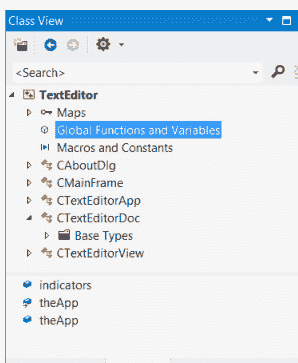 Class View
<Search>
TextEditor
Maps
Global Functions and Variables
Macros and Constants
CAboutDlg
CMainFrame
CTextEditorApp
CTextEditorDoc
Base Types
CTextEditorView
indicators
theApp
theApp